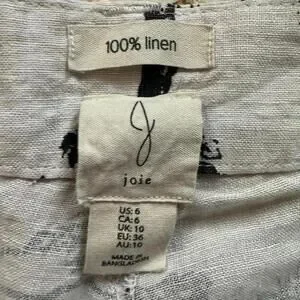 100% linen
J
joie
US: 6
CA: 6
UK: 10
EU: 36
AU: 10
MADE IN
BANGLADESH